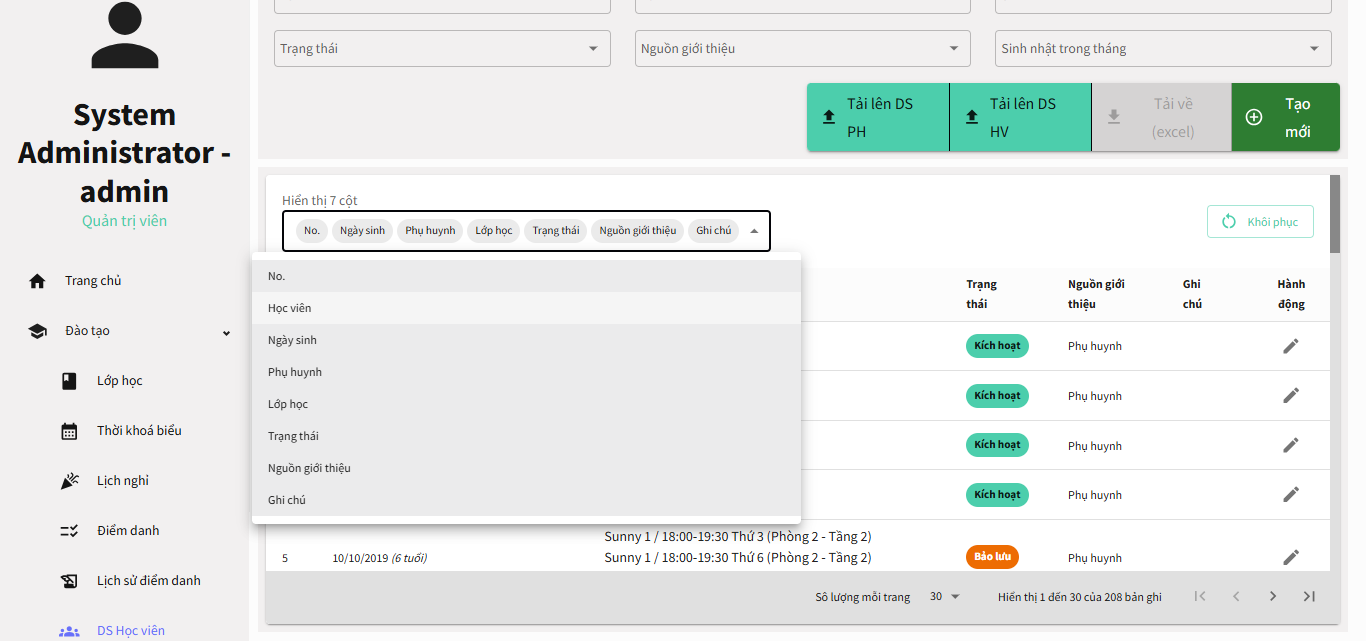 System
Administrator -
admin
Quản trị viên
Trang chủ
Đào tạo
Lớp học
Thời khoá biểu
Lịch nghỉ
Điểm danh
Lịch sử điểm danh
DS Học viên
Trạng thái
Nguồn giới thiệu
Sinh nhật trong tháng
Tải lên DS
PH
Tải lên DS
HV
Tải về
(excel)
Tạo
mới
Hiển thị 7 cột
No. Ngày sinh Phụ huynh Lớp học Trạng thái Nguồn giới thiệu Ghi chú
Khôi phục
No.
Học viên
Ngày sinh
Phụ huynh
Lớp học
Trạng thái
Nguồn giới thiệu
Ghi chú
Trạng
thái
Nguồn giới
thiệu
Ghi
chú
Hành
động
Kích hoạt Phụ huynh
Kích hoạt Phụ huynh
Kích hoạt Phụ huynh
Kích hoạt Phụ huynh
Sunny 1 / 18:00-19:30 Thứ 3 (Phòng 2 - Tầng 2)
5 10/10/2019 (6 tuổi) Sunny 1 / 18:00-19:30 Thứ 6 (Phòng 2 - Tầng 2) Bảo lưu Phụ huynh
Số lượng mỗi trang 30 Hiển thị 1 đến 30 của 208 bản ghi